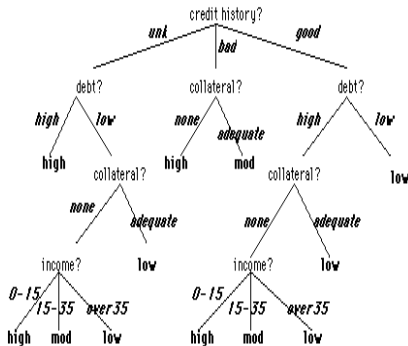 credit history?
unk bad good
debt? collateral? debt?
high low none adequate high low
high high mod low
collateral? collateral?
none adequate none adequate
income? low income? low
0-15 15-35 over35 0-15 15-35 over35
high mod low high mod low